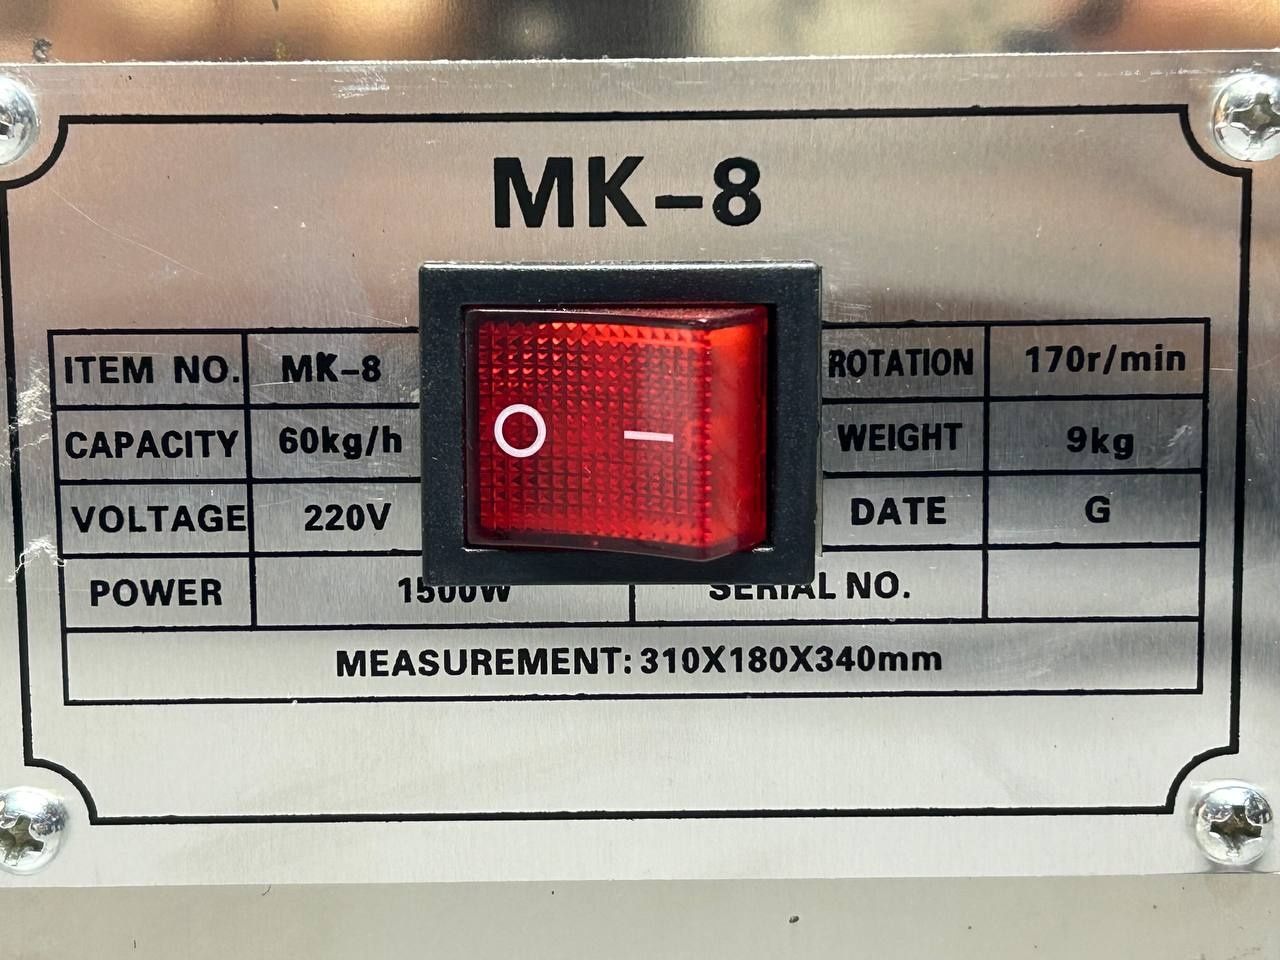 MK-8
ITEM NO. MK-8 ROTATION 170r/min
CAPACITY 60kg/h WEIGHT 9kg
VOLTAGE 220V DATE G
POWER 1500W SERIAL NO.
MEASUREMENT: 310X180X340mm